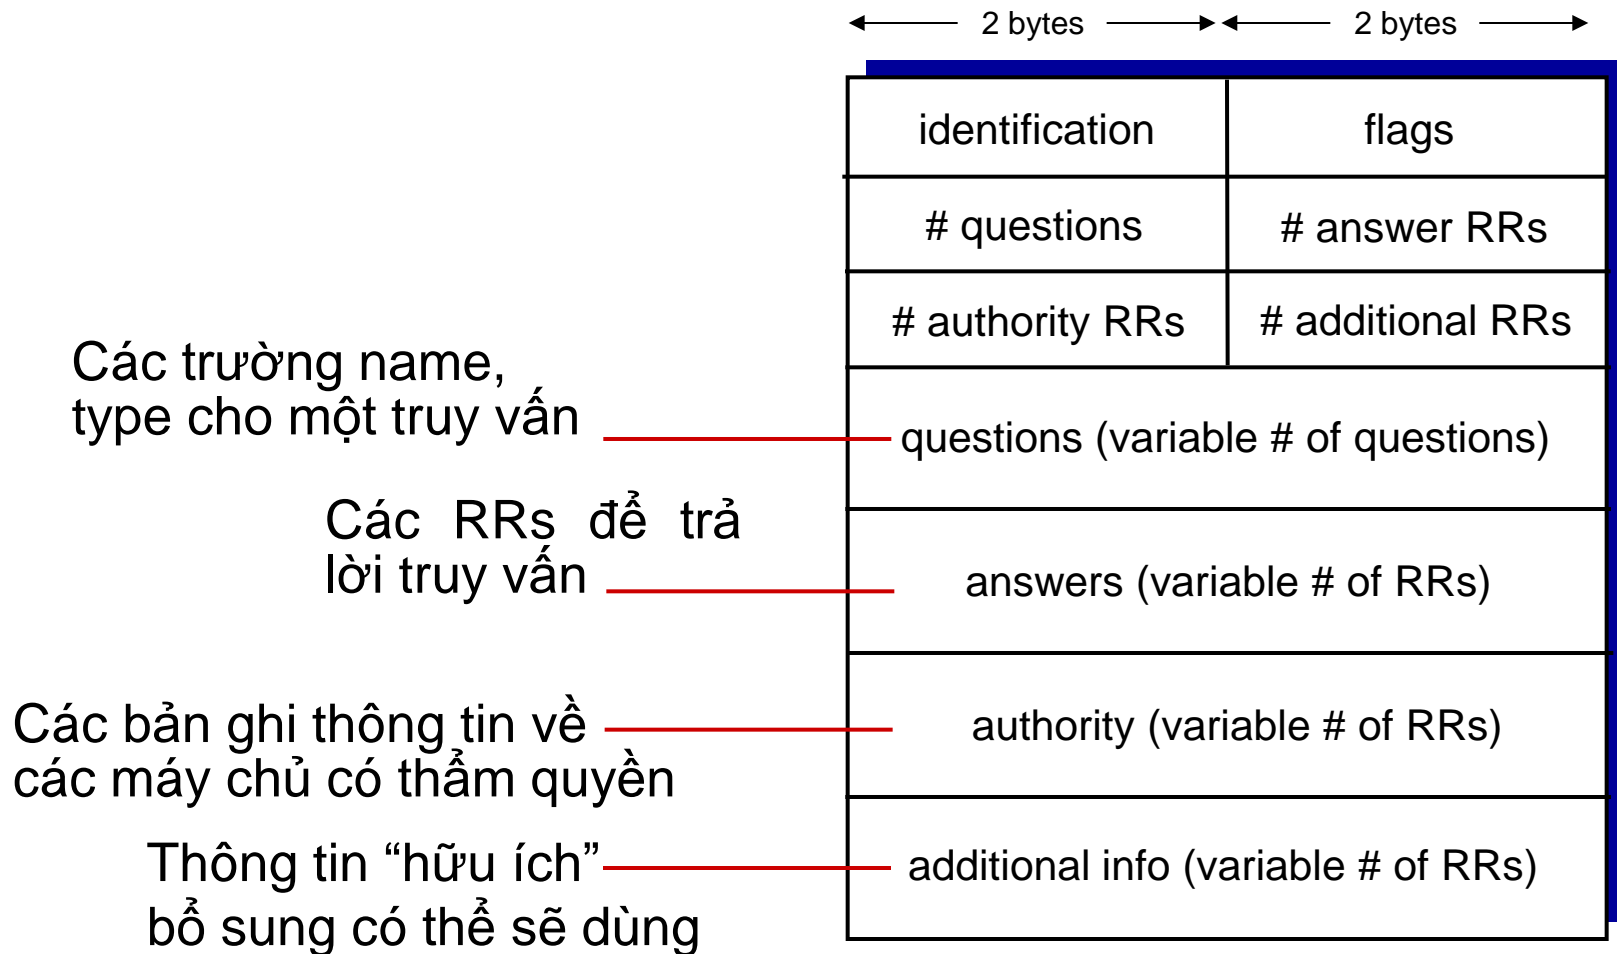 2 bytes 2 bytes
identification flags
# questions # answer RRs
# authority RRs # additional RRs
Các trường name,
type cho một truy vấn
questions (variable # of questions)
Các RRs để trả
lời truy vấn
answers (variable # of RRs)
Các bản ghi thông tin về
các máy chủ có thẩm quyền
authority (variable # of RRs)
Thông tin “hữu ích”
bổ sung có thể sẽ dùng
additional info (variable # of RRs)